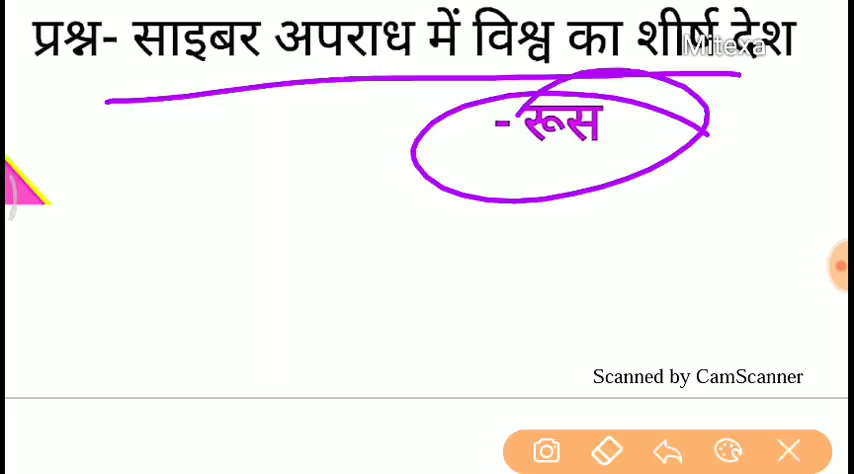 प्रश्न- साइबर अपराध में विश्व का शीर्ष देश
Mitexa
- रूस
Scanned by CamScanner